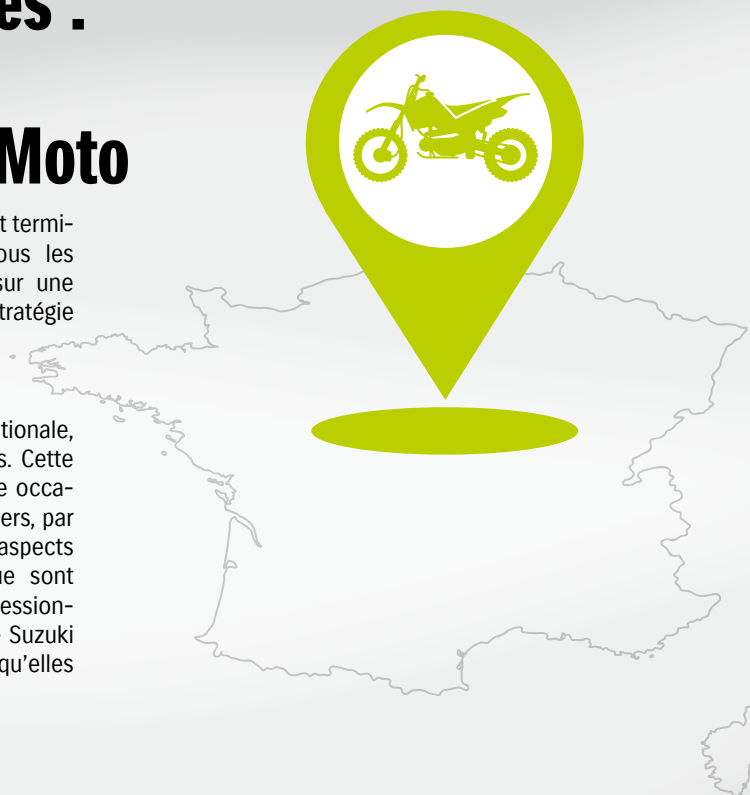 es :
Moto
t termi-
ous les
sur une
tratégie
tionale,
s. Cette
e occa-
ers, par
aspects
ue sont
ession-
e Suzuki
qu’elles